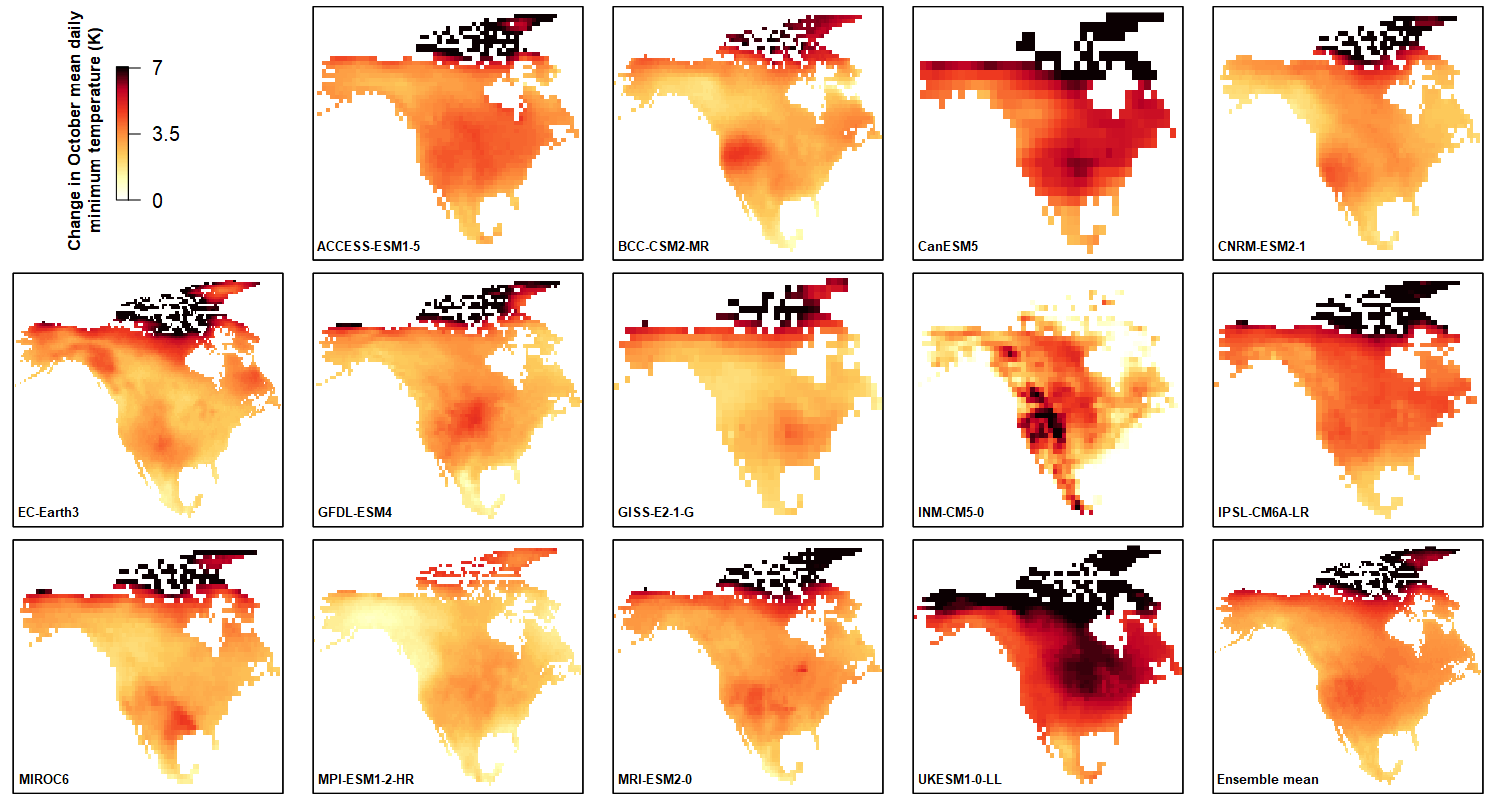 Change in October mean daily
minimum temperature (K)
7
3.5
0
ACCESS-ESM1-5
BCC-CSM2-MR
CanESM5
CNRM-ESM2-1
EC-Earth3
GFDL-ESM4
GISS-E2-1-G
INM-CM5-0
IPSL-CM6A-LR
MIROC6
MPI-ESM1-2-HR
MRI-ESM2-0
UKESM1-0-LL
Ensemble mean